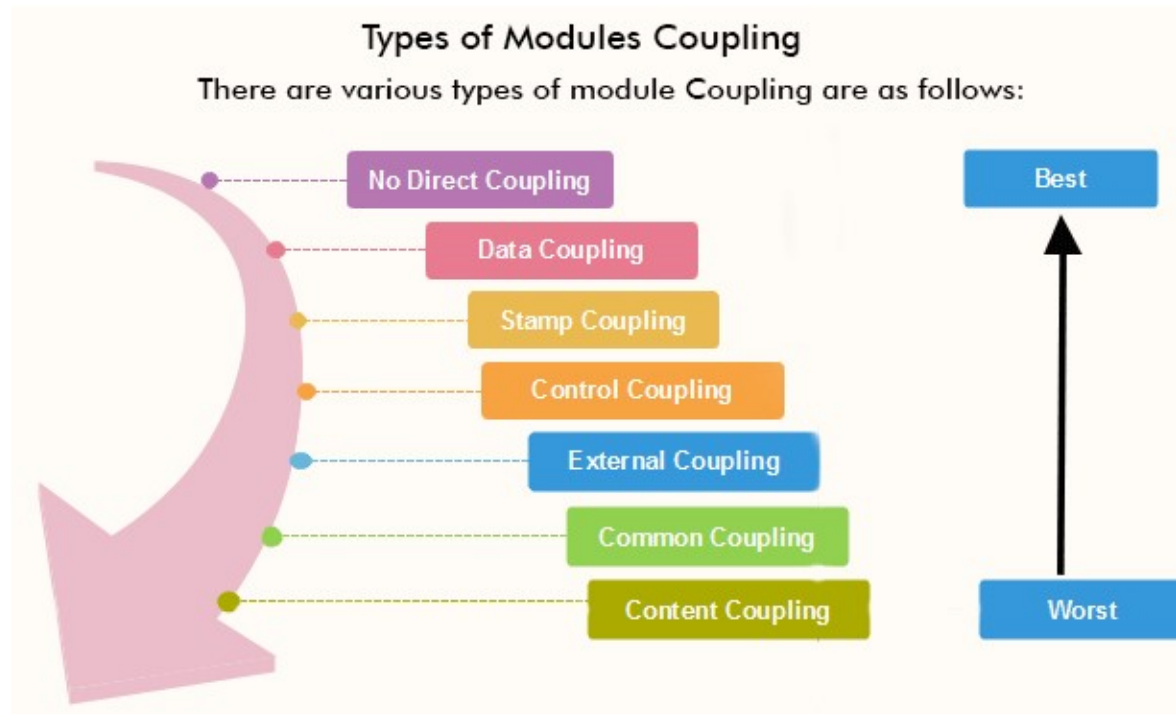 Types of Modules Coupling
There are various types of module Coupling are as follows:
No Direct Coupling
Best
Data Coupling
Stamp Coupling
Control Coupling
External Coupling
Common Coupling
Content Coupling
Worst